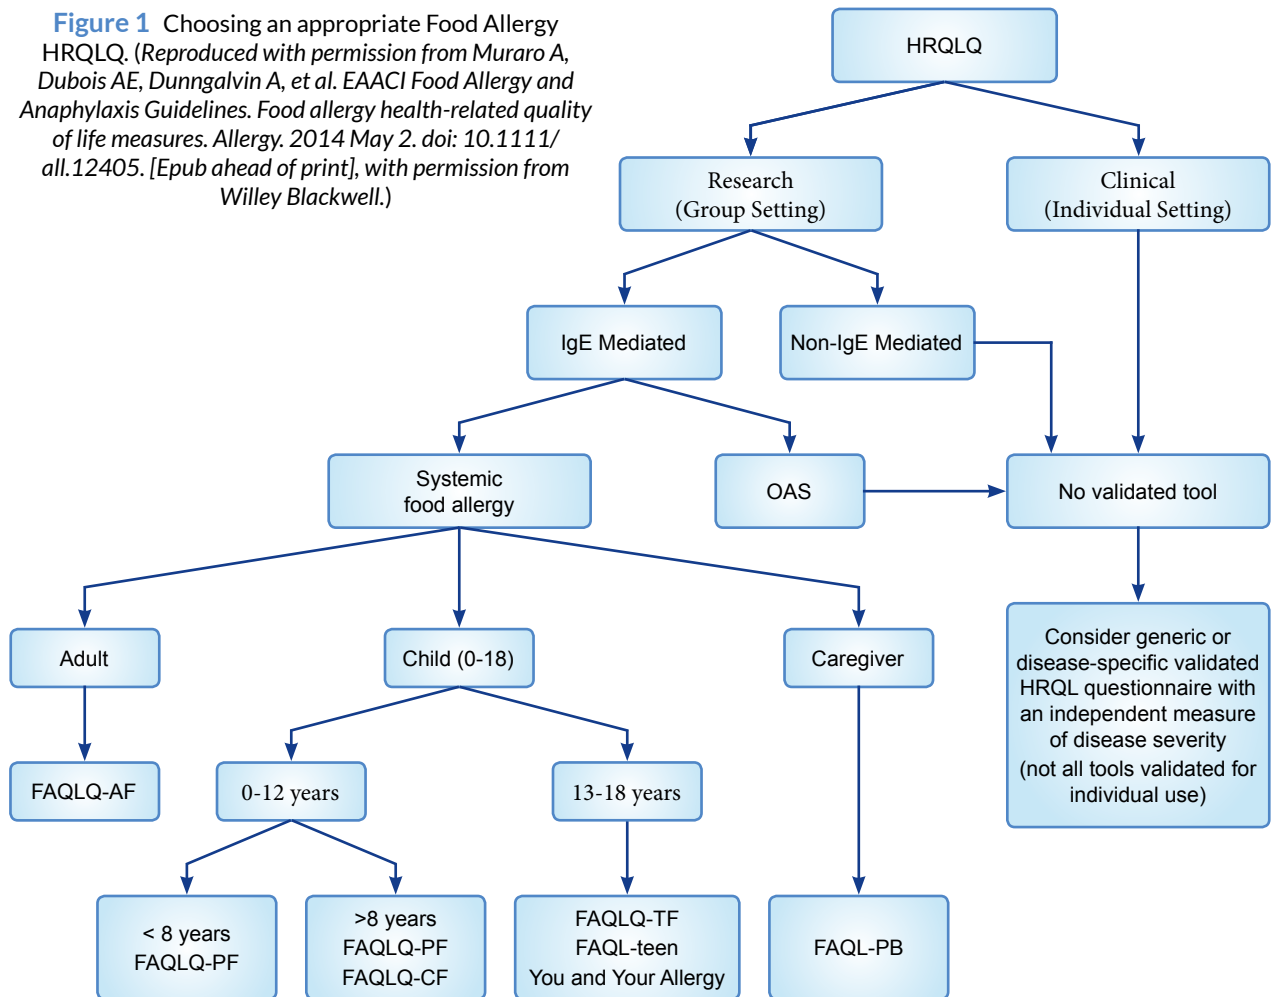 Figure 1 Choosing an appropriate Food Allergy
HRQLQ. (Reproduced with permission from Muraro A,
Dubois AE, Dunngalvin A, et al. EAACI Food Allergy and
Anaphylaxis Guidelines. Food allergy health-related quality
of life measures. Allergy. 2014 May 2. doi: 10.1111/
all.12405. [Epub ahead of print], with permission from
Willey Blackwell.)
HRQLQ
Research
(Group Setting)
Clinical
(Individual Setting)
IgE Mediated
Non-IgE Mediated
Systemic
food allergy
OAS
No validated tool
Adult
Child (0-18)
Caregiver
Consider generic or
disease-specific validated
HRQL questionnaire with
an independent measure
of disease severity
(not all tools validated for
individual use)
FAQLQ-AF
0-12 years
13-18 years
< 8 years
FAQLQ-PF
>8 years
FAQLQ-PF
FAQLQ-CF
FAQLQ-TF
FAQL-teen
You and Your Allergy
FAQL-PB